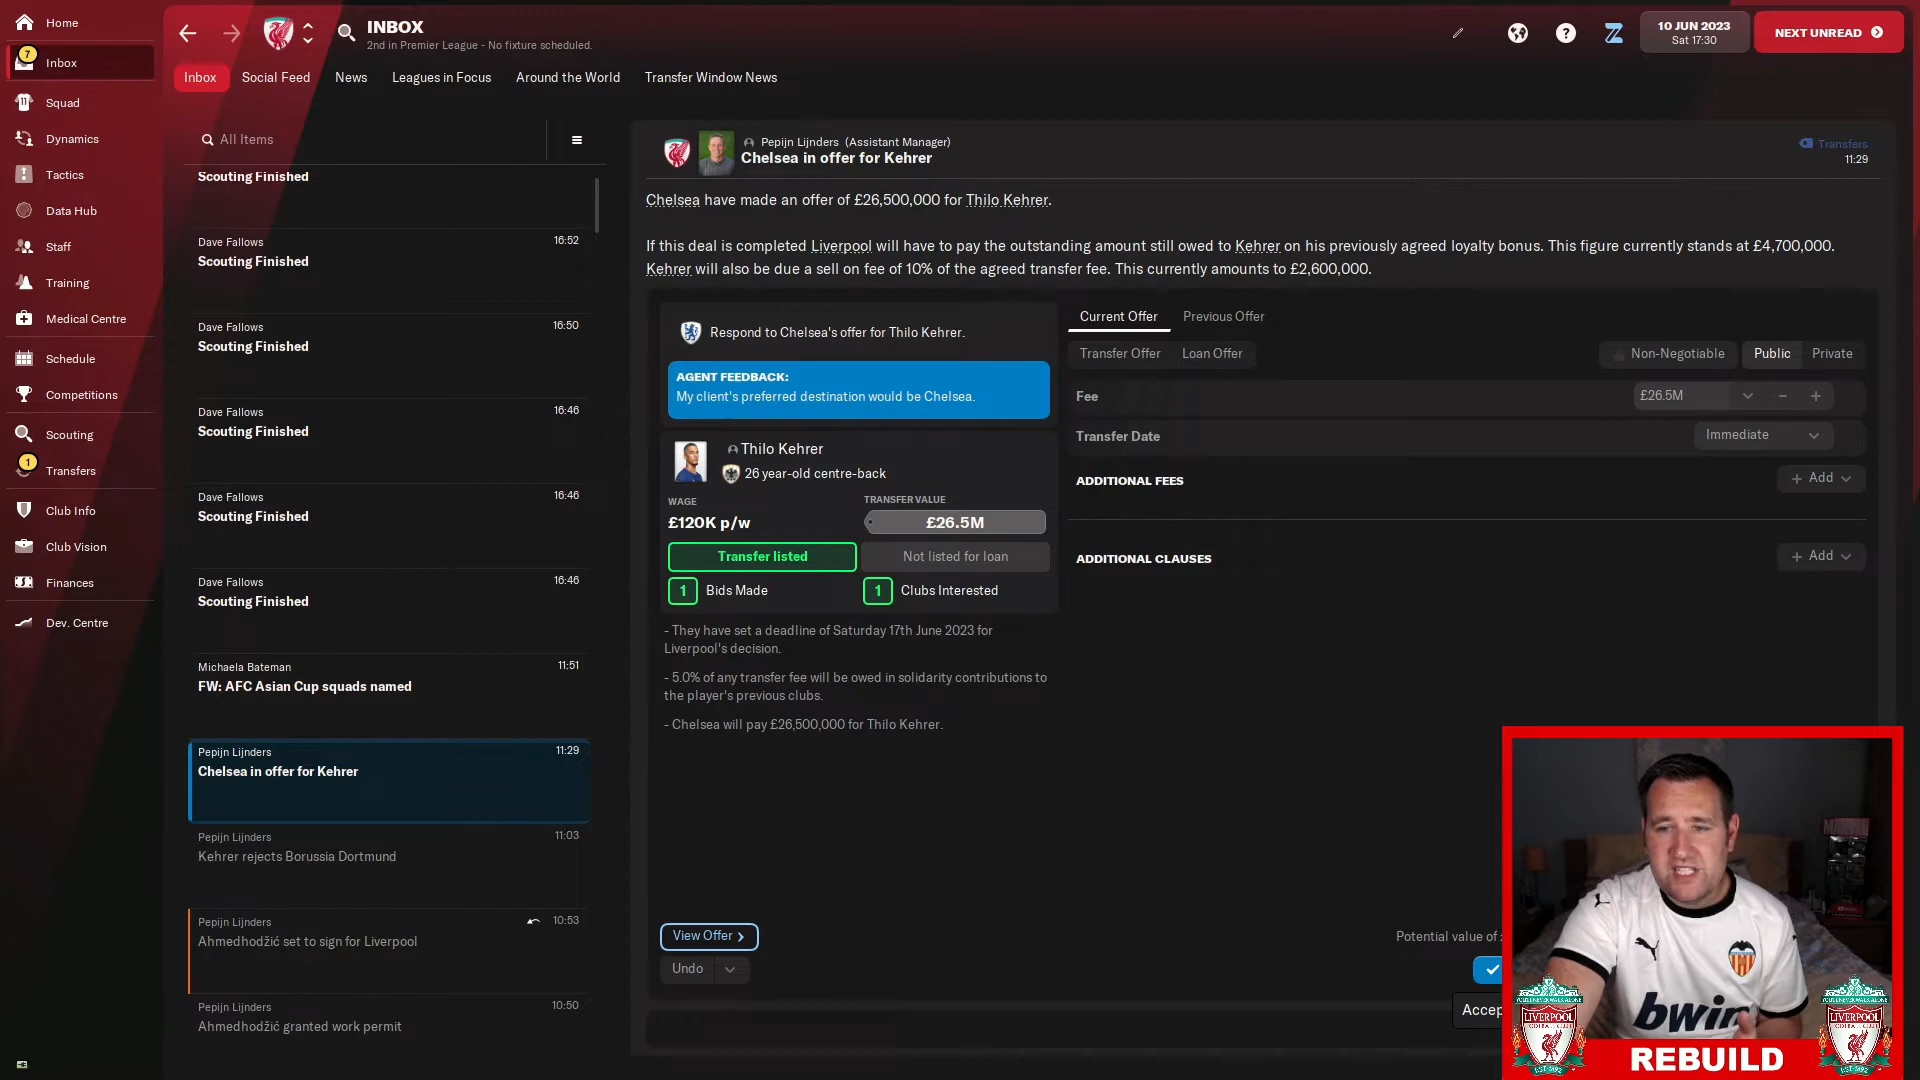 Home
Inbox
7
Squad
Dynamics
Tactics
Data Hub
Staff
Training
Medical Centre
Schedule
Competitions
Scouting
1
Transfers
Club Info
Club Vision
Finances
Dev. Centre
INBOX
2nd in Premier League - No fixture scheduled.
10 JUN 2023
Sat 17:30
NEXT UNREAD
Inbox
Social Feed
News
Leagues in Focus
Around the World
Transfer Window News
All Items
Scouting Finished
Dave Fallows 16:52
Scouting Finished
Dave Fallows 16:50
Scouting Finished
Dave Fallows 16:46
Scouting Finished
Dave Fallows 16:46
Scouting Finished
Dave Fallows 16:46
Scouting Finished
Michaela Bateman 11:51
FW: AFC Asian Cup squads named
Pepijn Lijnders 11:29
Chelsea in offer for Kehrer
Pepijn Lijnders 11:03
Kehrer rejects Borussia Dortmund
Pepijn Lijnders 10:53
Ahmedhodžić set to sign for Liverpool
Pepijn Lijnders 10:50
Ahmedhodžić granted work permit
Pepijn Lijnders (Assistant Manager)
Chelsea in offer for Kehrer
Transfers
11:29
Chelsea have made an offer of £26,500,000 for Thilo Kehrer.
If this deal is completed Liverpool will have to pay the outstanding amount still owed to Kehrer on his previously agreed loyalty bonus. This figure currently stands at £4,700,000.
Kehrer will also be due a sell on fee of 10% of the agreed transfer fee. This currently amounts to £2,600,000.
Respond to Chelsea's offer for Thilo Kehrer.
AGENT FEEDBACK:
My client's preferred destination would be Chelsea.
Thilo Kehrer
26 year-old centre-back
WAGE
TRANSFER VALUE
£120K p/w
£26.5M
Transfer listed
Not listed for loan
1 Bids Made
1 Clubs Interested
- They have set a deadline of Saturday 17th June 2023 for
Liverpool's decision.
- 5.0% of any transfer fee will be owed in solidarity contributions to
the player's previous clubs.
- Chelsea will pay £26,500,000 for Thilo Kehrer.
View Offer
Undo
Current Offer
Previous Offer
Transfer Offer
Loan Offer
Non-Negotiable
Public
Private
Fee
£26.5M
Transfer Date
Immediate
ADDITIONAL FEES
Add
ADDITIONAL CLAUSES
Add
Potential value of
Accep
bwin
LIVERPOOL
FOOTBALL CLUB
EST·1892
LIVERPOOL
FOOTBALL CLUB
EST·1892
REBUILD